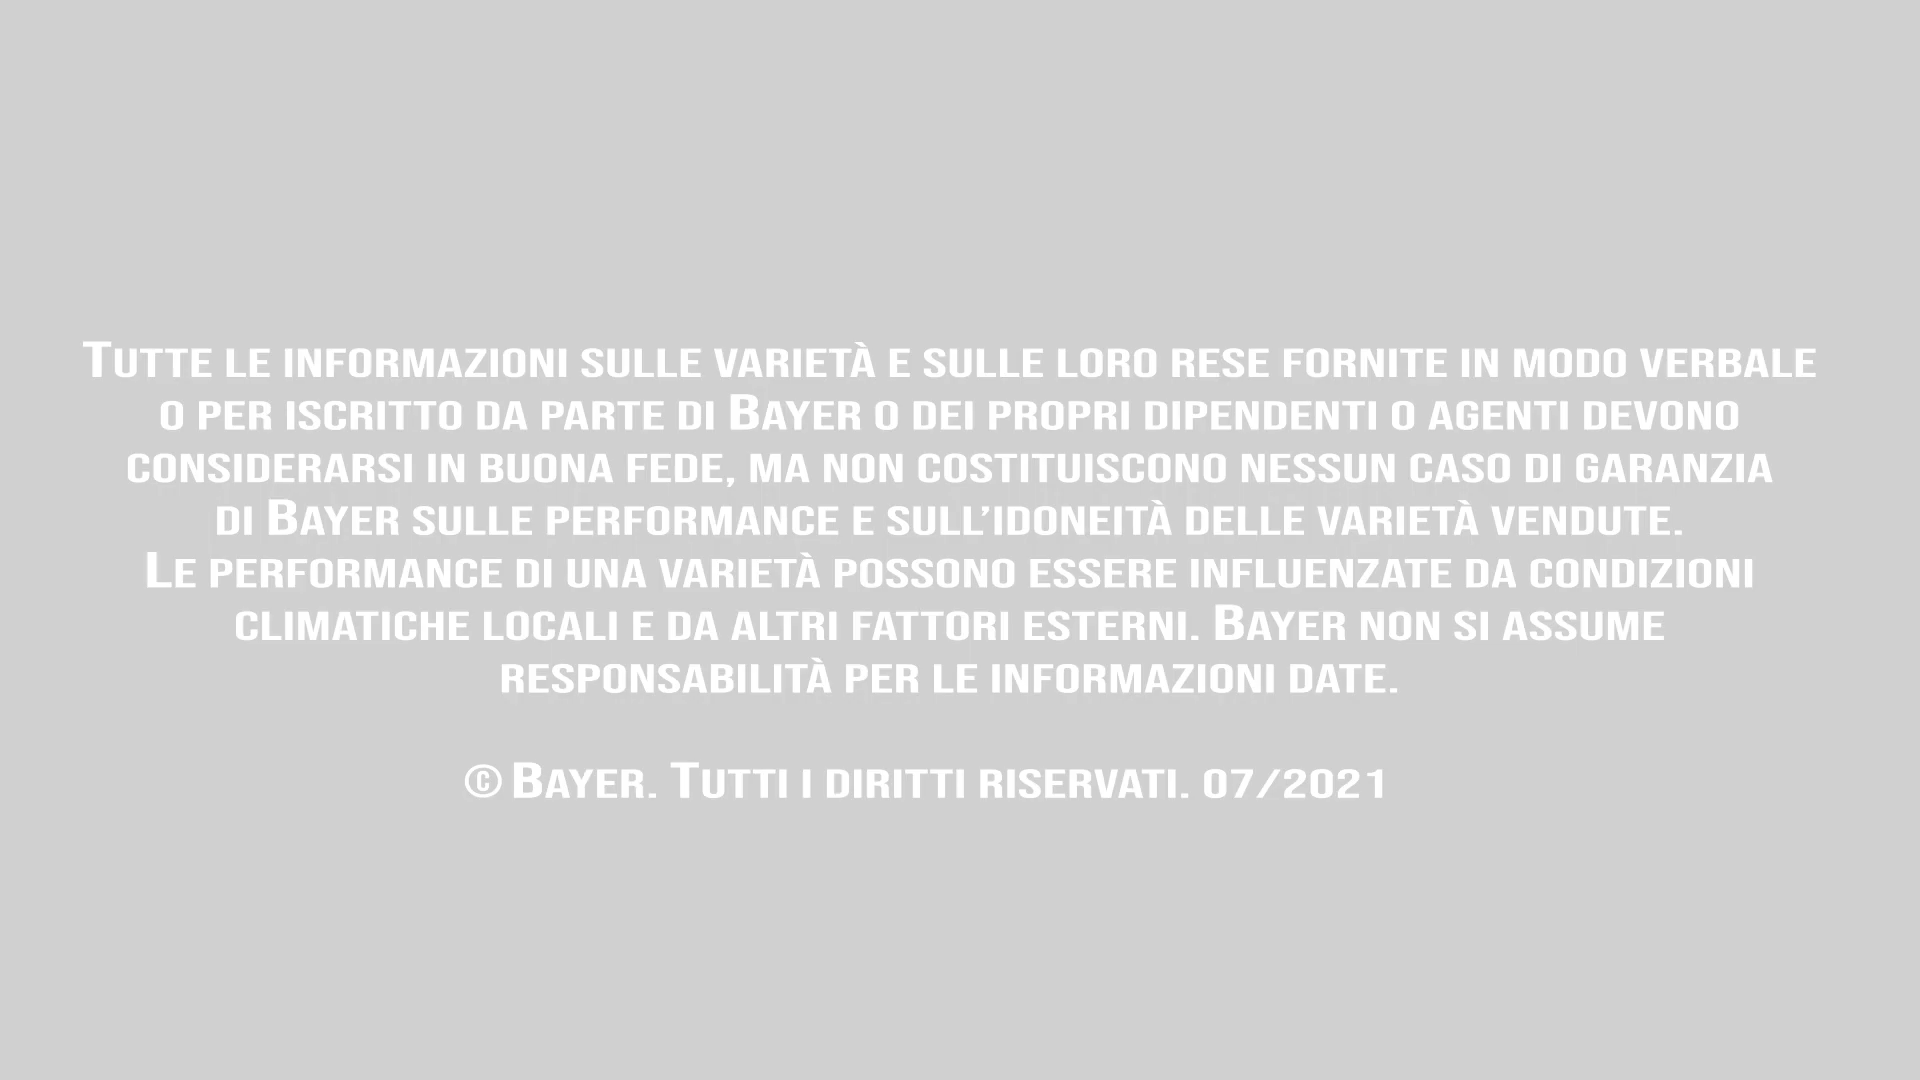 Tutte le informazioni sulle varietà e sulle loro rese fornite in modo verbale
o per iscritto da parte di Bayer o dei propri dipendenti o agenti devono
considerarsi in buona fede, ma non costituiscono nessun caso di garanzia
di Bayer sulle performance e sull’idoneità delle varietà vendute.
Le performance di una varietà possono essere influenzate da condizioni
climatiche locali e da altri fattori esterni. Bayer non si assume
responsabilità per le informazioni date.
© Bayer. Tutti i diritti riservati. 07/2021